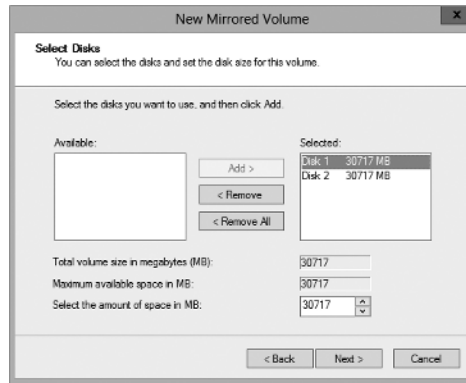 New Mirrored Volume
x
Select Disks
You can select the disks and set the disk size for this volume.
Select the disks you want to use, and then click Add.
Available:
Selected:
Add >
< Remove
< Remove All
Disk 1 30717 MB
Disk 2 30717 MB
Total volume size in megabytes (MB): 30717
Maximum available space in MB: 30717
Select the amount of space in MB: 30717
< Back Next > Cancel